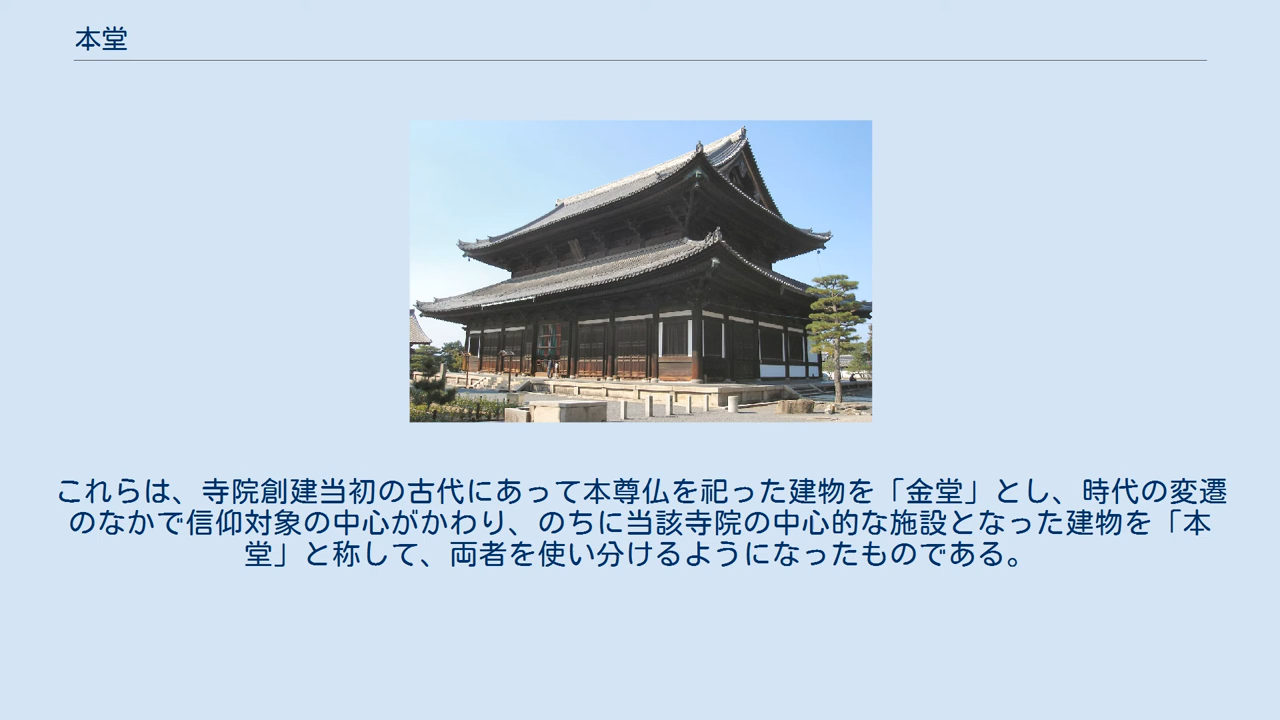 本堂
これらは、寺院創建当初の古代にあって本尊仏を祀った建物を「金堂」とし、時代の変遷
のなかで信仰対象の中心がかわり、のちに当該寺院の中心的な施設となった建物を「本
堂」と称して、両者を使い分けるようになったものである。